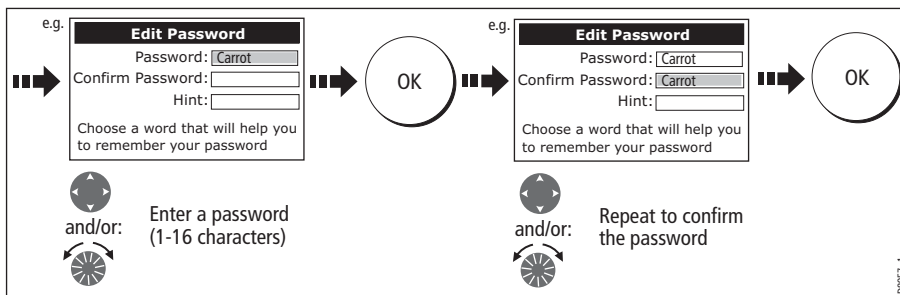 e.g.
Edit Password
Password: Carrot
Confirm Password:
Hint:
Choose a word that will help you
to remember your password
and/or:
Enter a password
(1-16 characters)
OK
e.g.
Edit Password
Password: Carrot
Confirm Password: Carrot
Hint:
Choose a word that will help you
to remember your password
and/or:
Repeat to confirm
the password
OK